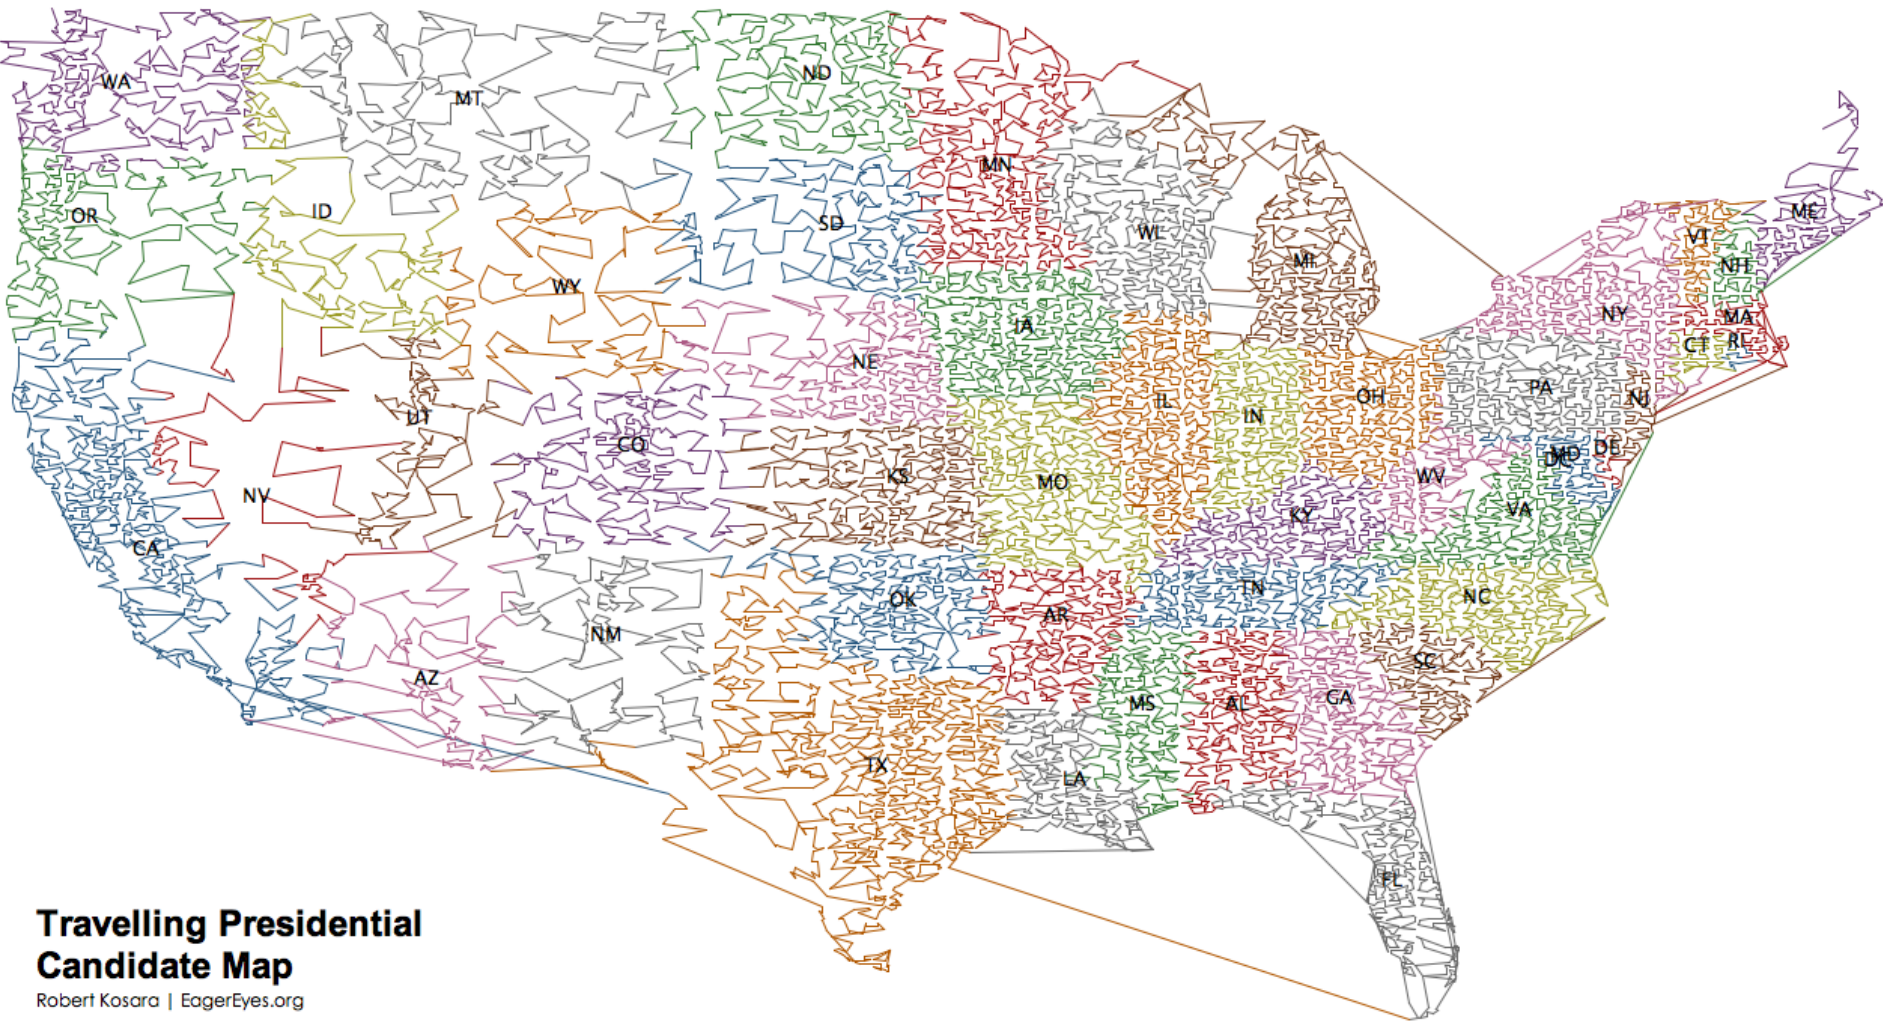 WA
MT
ND
MN
OR
ID
SD
WI
WY
MI
ME
VT
NH
NY
MA
CT
RI
IA
NE
UT
CO
IL
IN
OH
PA
NJ
KS
MO
WV
MD
DC
DE
NV
KY
VA
CA
OK
AR
TN
NC
NM
AZ
MS
AL
GA
SC
TX
LA
FL
Travelling Presidential
Candidate Map
Robert Kosara | EagerEyes.org